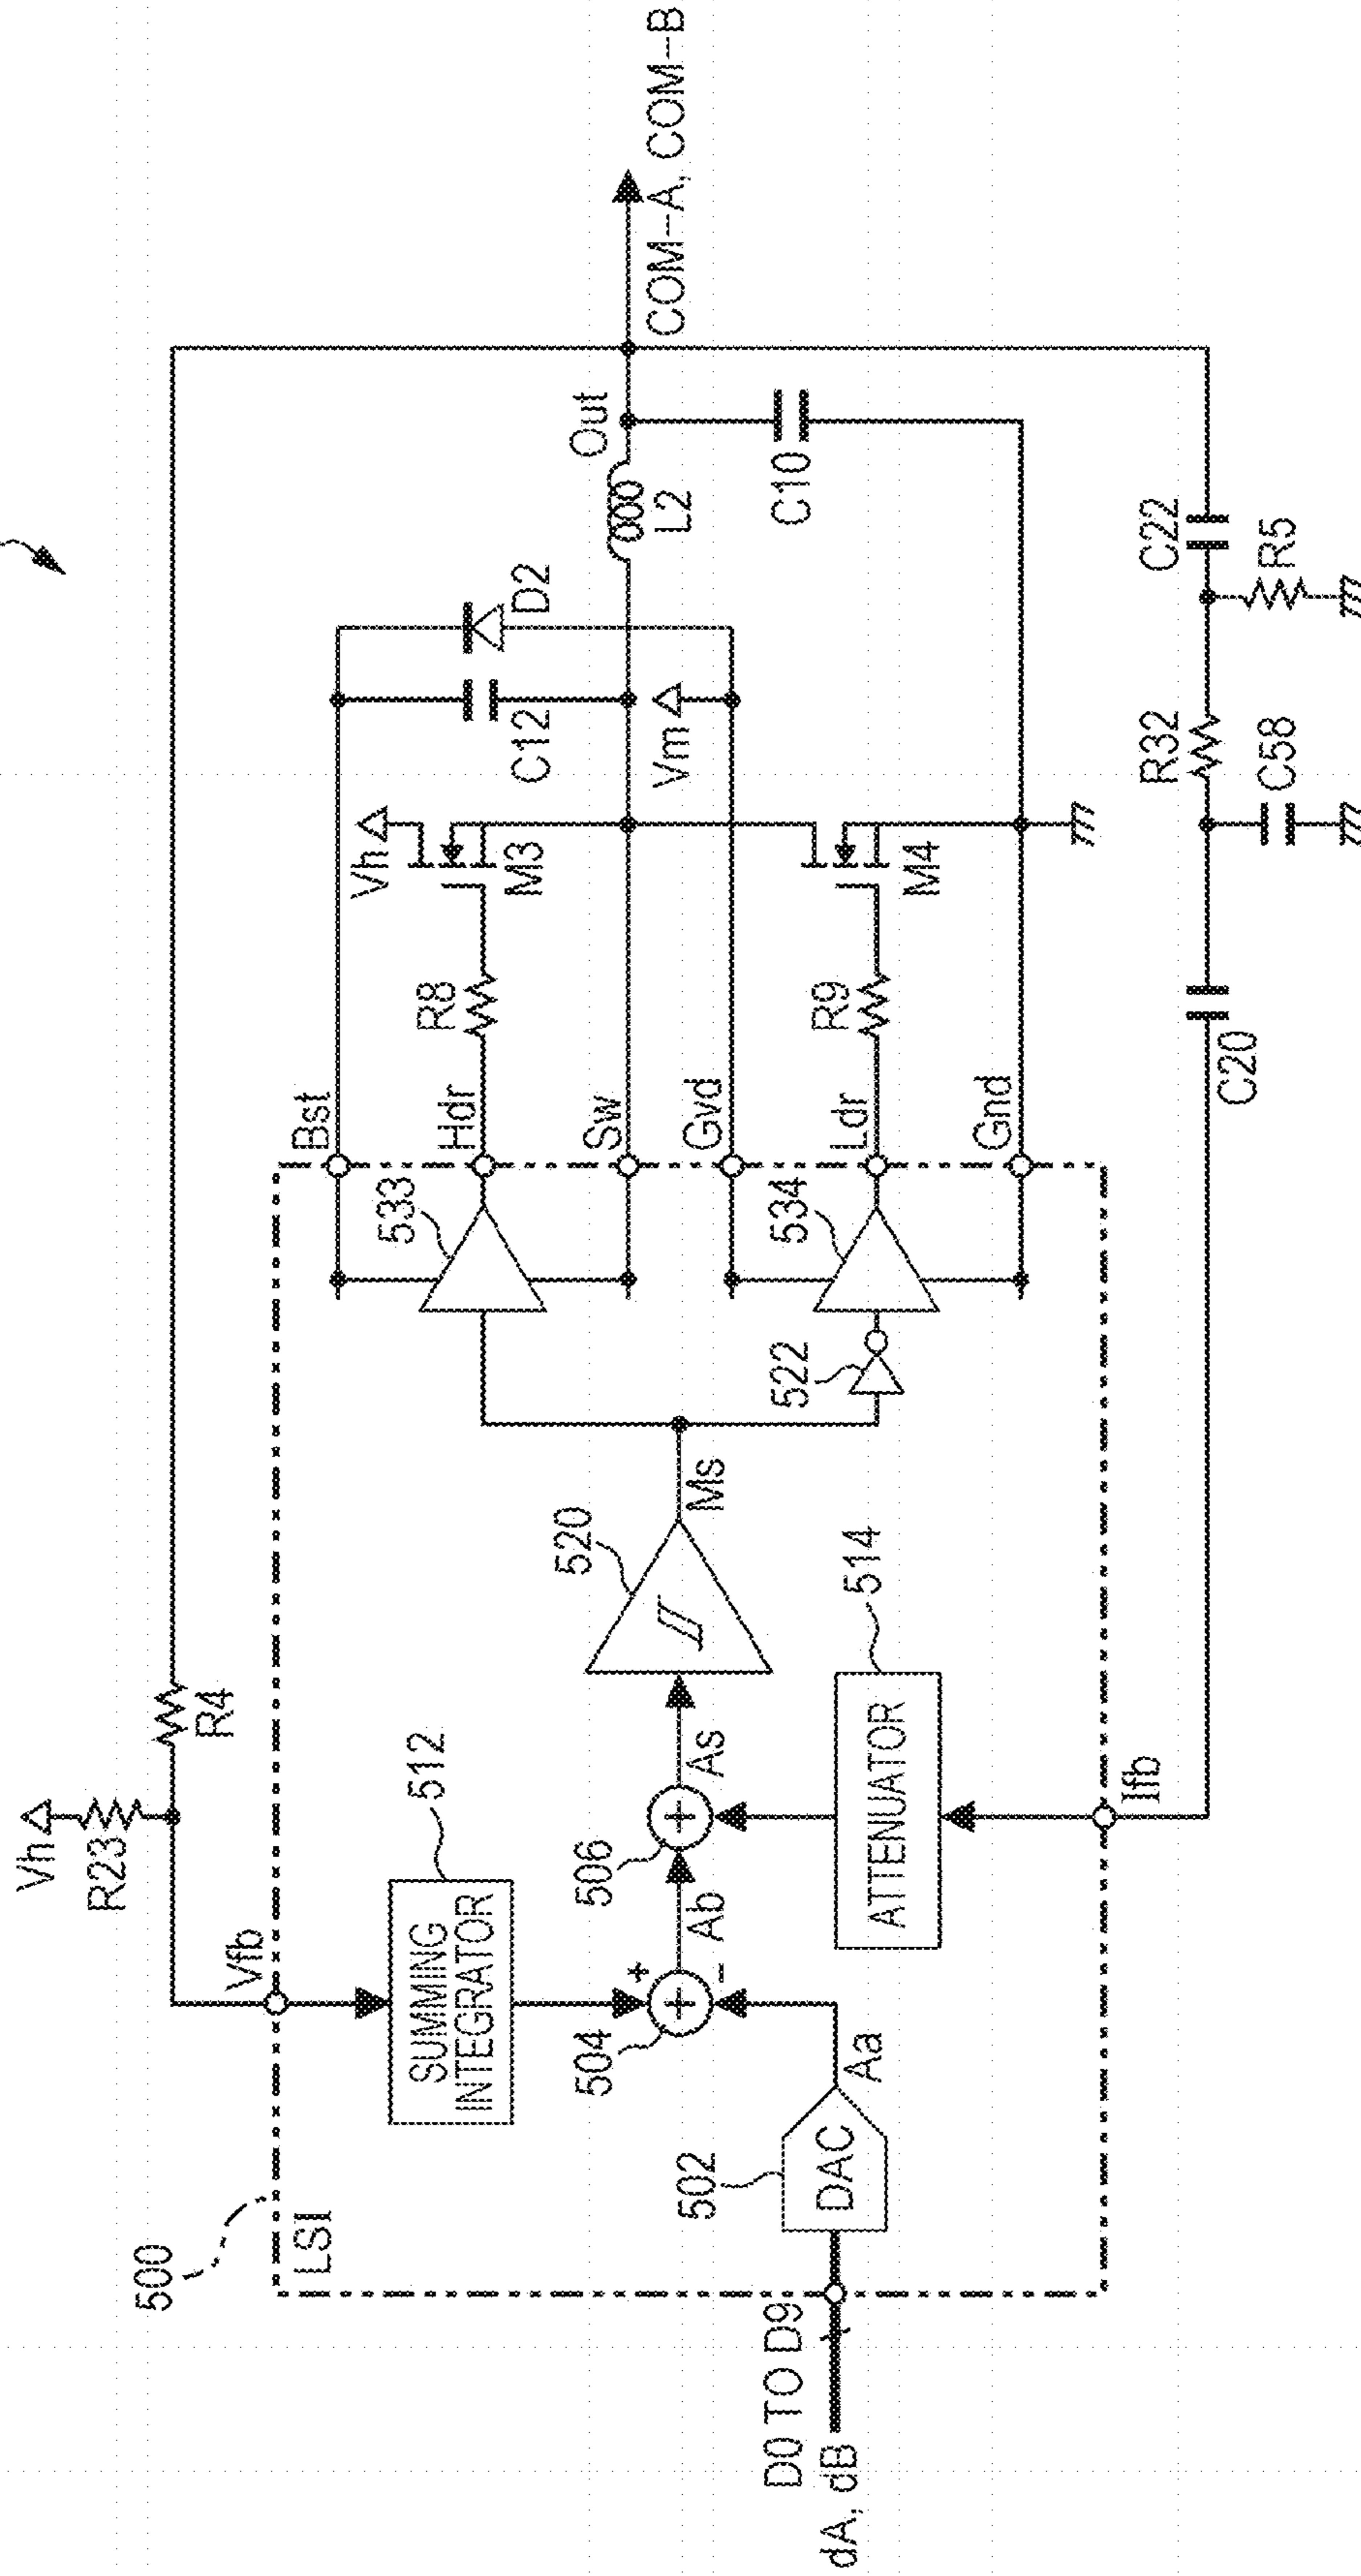 Vh
R23
R4
500
LSI
Vfb
SUMMING
INTEGRATOR
512
504
+
+
−
Ab
506
+
As
520
Ms
514
ATTENUATOR
Ifb
502
DAC
Aa
D0 TO D9
dA, dB
522
533
534
Bst
Hdr
Sw
Gvd
Ldr
Gnd
R8
R9
Vh
M3
M4
C12
D2
Vm
L2
Out
C10
COM–A, COM–B
C20
R32
C58
C22
R5